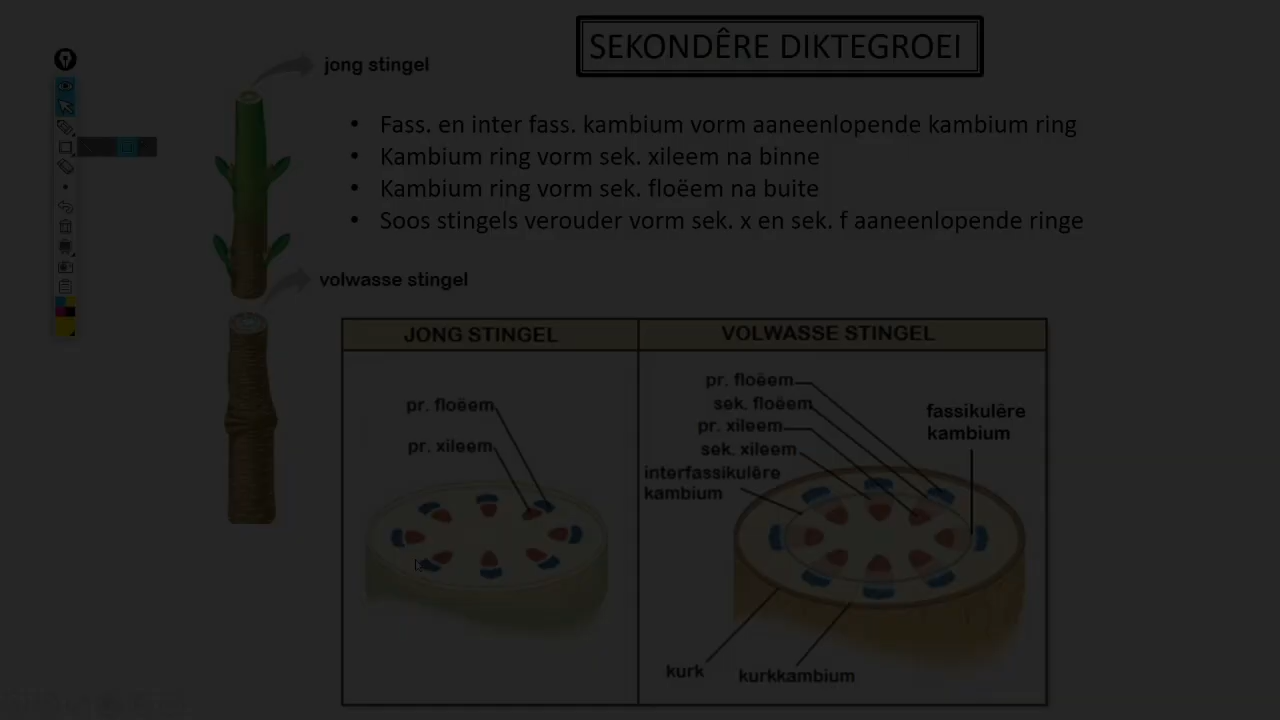 SEKONDÊRE DIKTEGROEI
jong stingel
• Fass. en inter fass. kambium vorm aaneenlopende kambium ring
• Kambium ring vorm sek. xileem na binne
• Kambium ring vorm sek. floëem na buite
• Soos stingels verouder vorm sek. x en sek. f aaneenlopende ringe
volwasse stingel
JONG STINGEL
pr. floëem
pr. xileem
VOLWASSE STINGEL
pr. floëem
sek. floëem
pr. xileem
sek. xileem
interfassikulêre
kambium
fassikulêre
kambium
kurk
kurkkambium